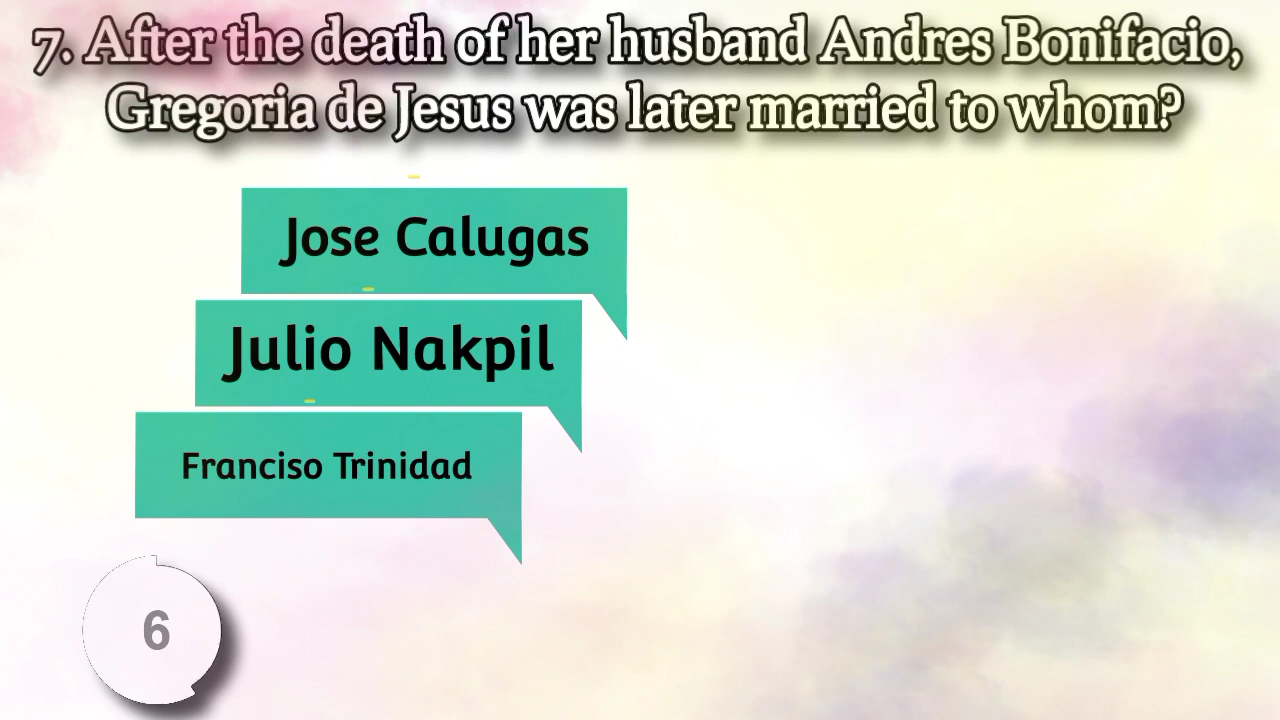 7. After the death of her husband Andres Bonifacio,
Gregoria de Jesus was later married to whom?
Jose Calugas
Julio Nakpil
Franciso Trinidad
6